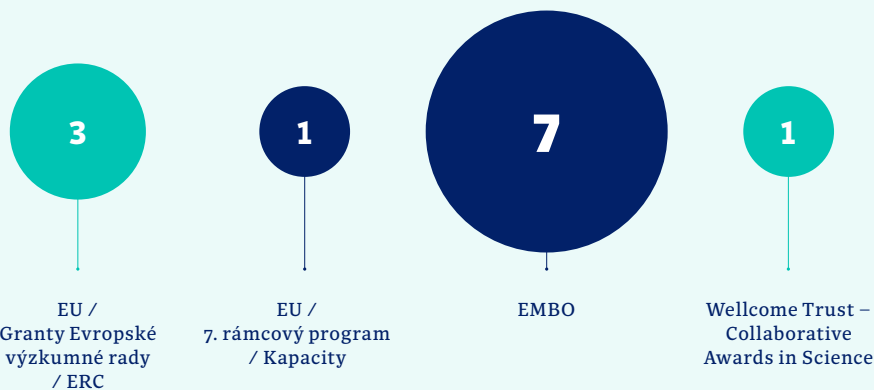 3
1
7
1
EU /
Granty Evropské
výzkumné rady
/ ERC
EU /
7. rámcový program
/ Kapacity
EMBO
Wellcome Trust –
Collaborative
Awards in Science